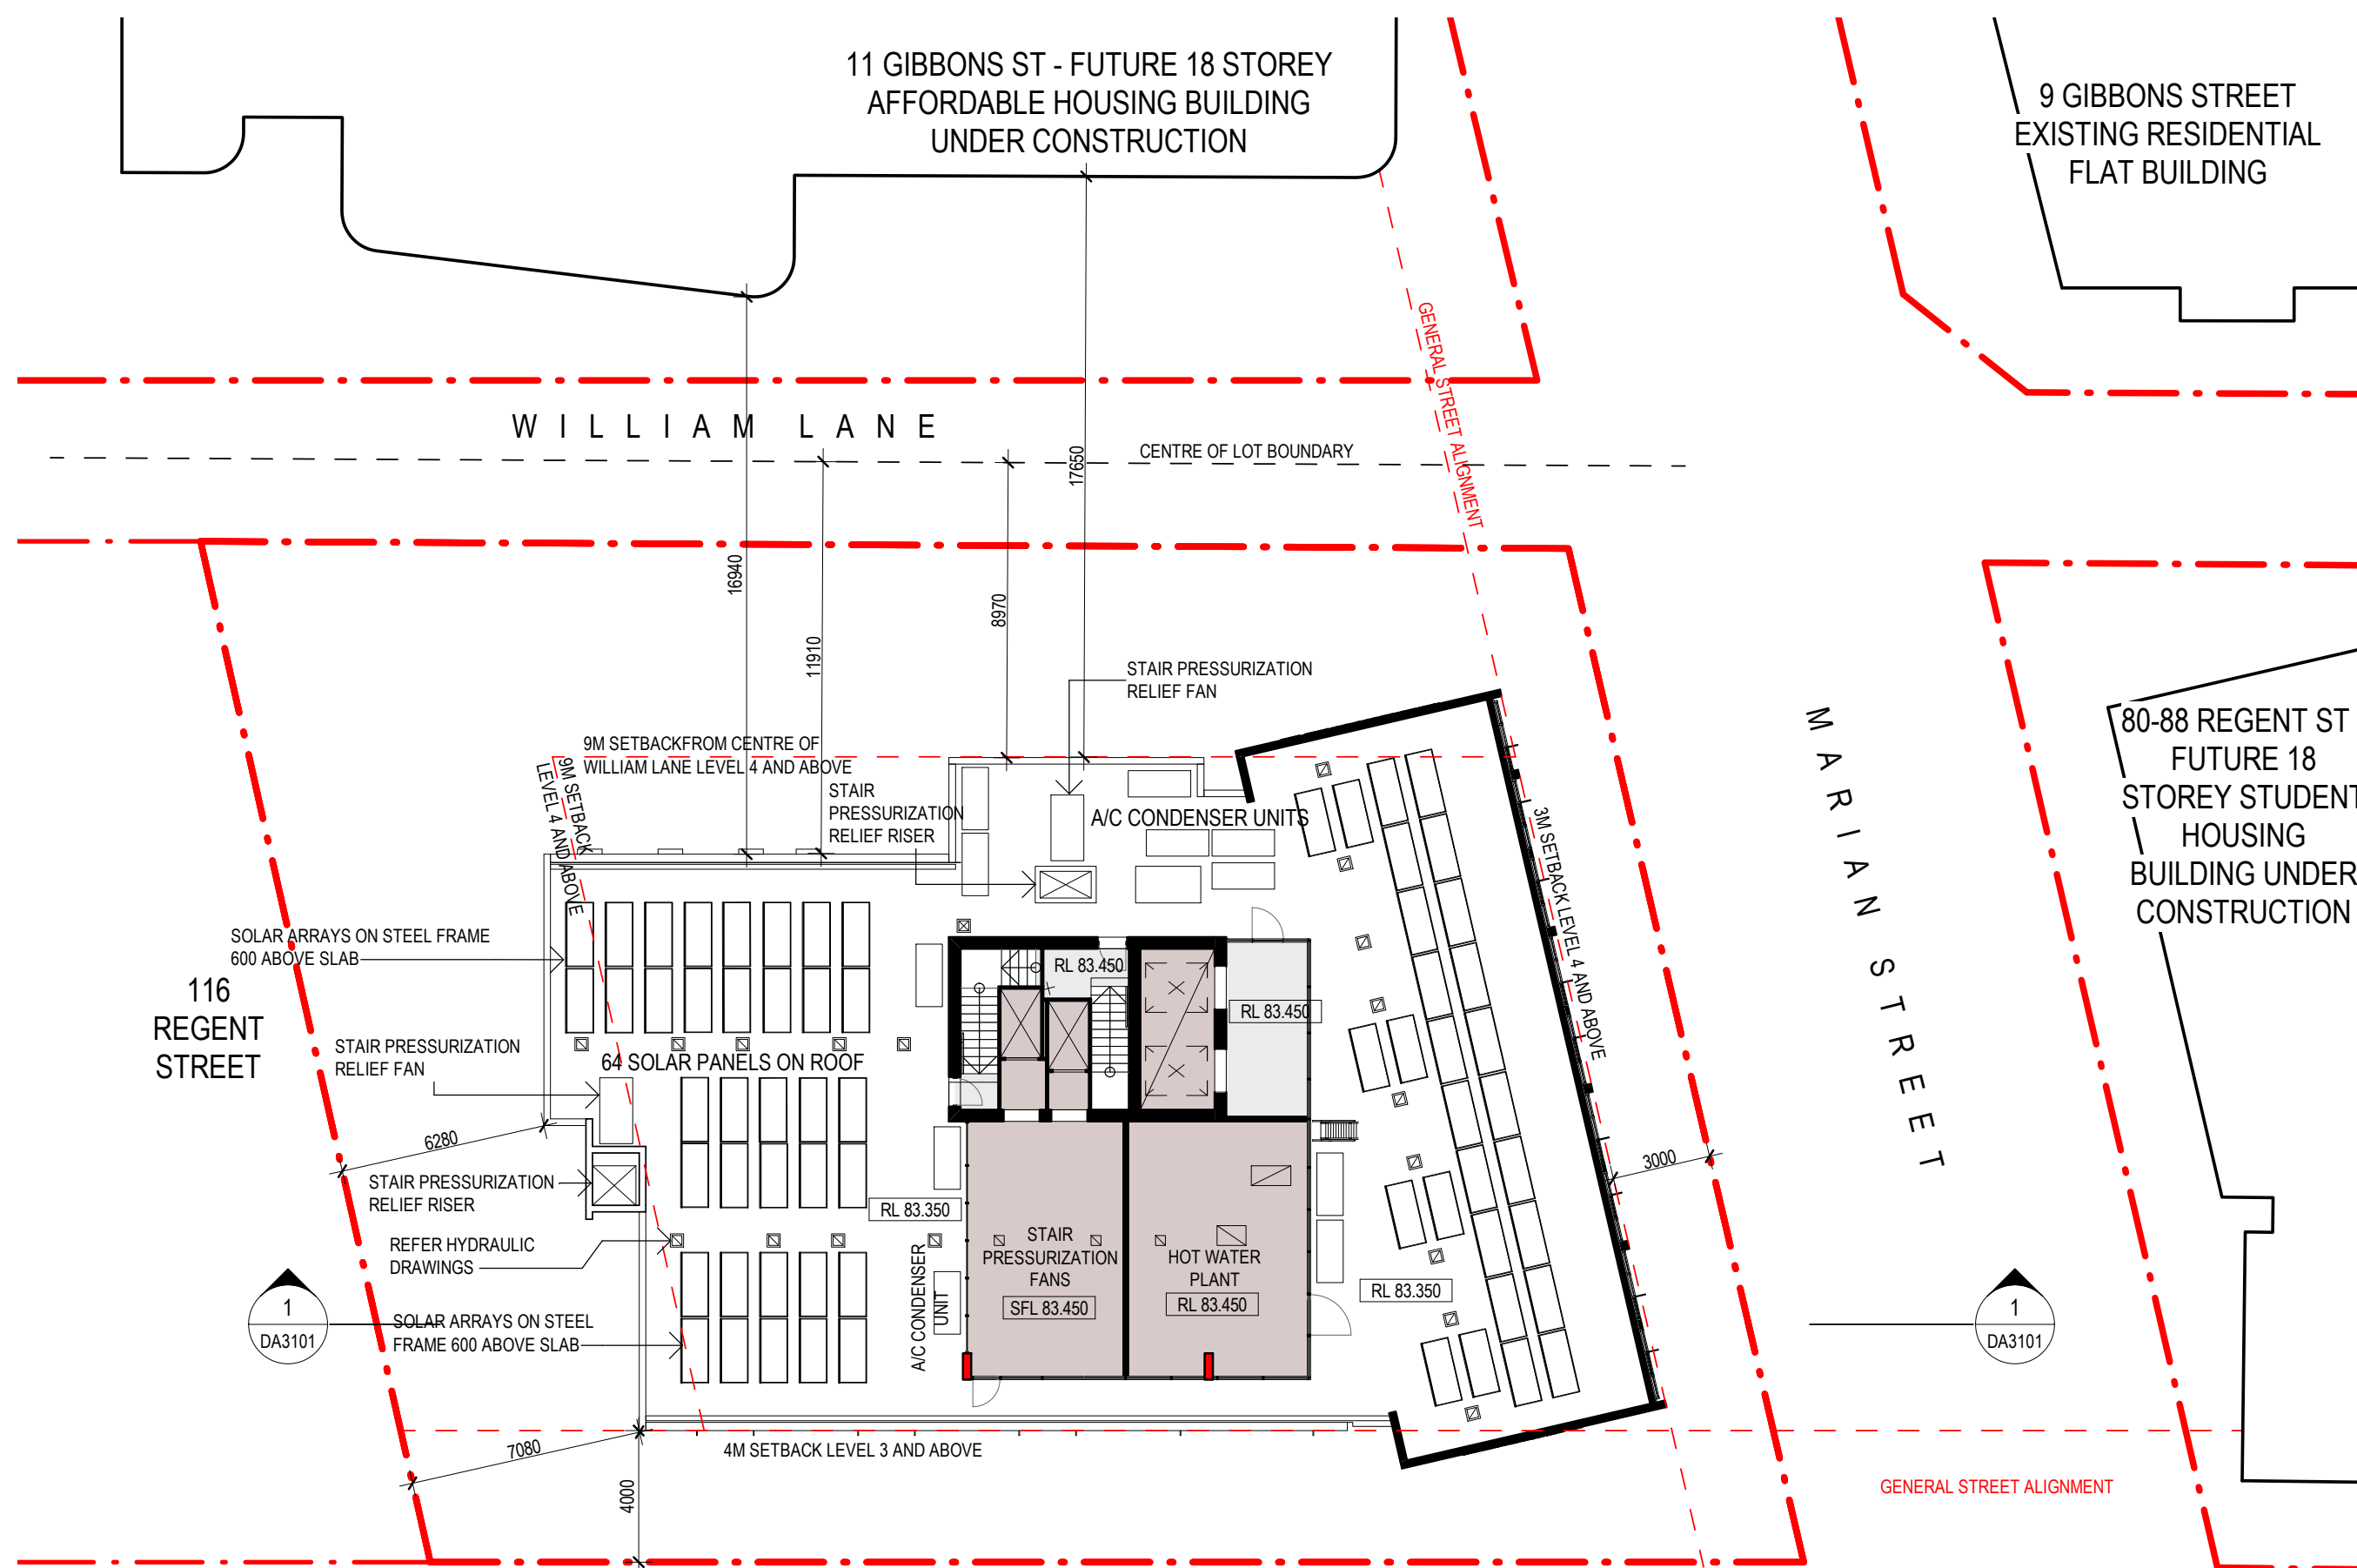 11 GIBBONS ST - FUTURE 18 STOREY
AFFORDABLE HOUSING BUILDING
UNDER CONSTRUCTION
9 GIBBONS STREET
EXISTING RESIDENTIAL
FLAT BUILDING
GENERAL STREET ALIGNMENT
WILLIAM LANE
CENTRE OF LOT BOUNDARY
17650
16940
11910
8970
STAIR PRESSURIZATION
RELIEF FAN
9M SETBACKFROM CENTRE OF
WILLIAM LANE LEVEL 4 AND ABOVE
9M SETBACK
LEVEL 4 AND ABOVE
STAIR
PRESSURIZATION
RELIEF RISER
A/C CONDENSER UNITS
3M SETBACK LEVEL 4 AND ABOVE
MARIAN STREET
80-88 REGENT ST
FUTURE 18
STOREY STUDENT
HOUSING
BUILDING UNDER
CONSTRUCTION
SOLAR ARRAYS ON STEEL FRAME
600 ABOVE SLAB
116
REGENT
STREET
STAIR PRESSURIZATION
RELIEF FAN
64 SOLAR PANELS ON ROOF
RL 83.450
RL 83.450
6280
3000
STAIR PRESSURIZATION
RELIEF RISER
RL 83.350
REFER HYDRAULIC
DRAWINGS
STAIR
PRESSURIZATION
FANS
SFL 83.450
HOT WATER
PLANT
RL 83.450
RL 83.350
A/C CONDENSER
UNIT
1
DA3101
SOLAR ARRAYS ON STEEL
FRAME 600 ABOVE SLAB
1
DA3101
7080
4M SETBACK LEVEL 3 AND ABOVE
4000
GENERAL STREET ALIGNMENT